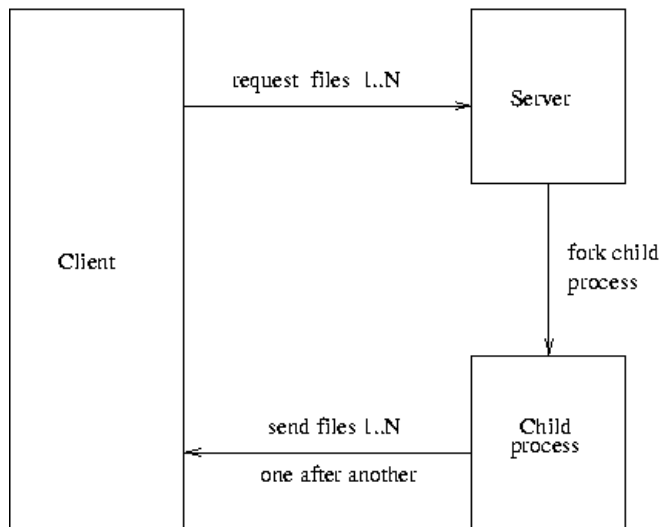 request files 1..N
Server
Client
fork child
process
send files 1..N
one after another
Child
process